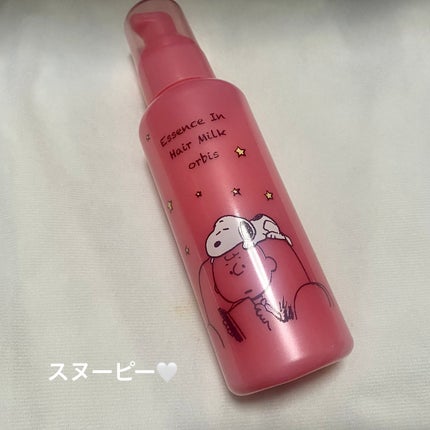 Essence In
Hair Milk
orbis
スヌーピー🤍